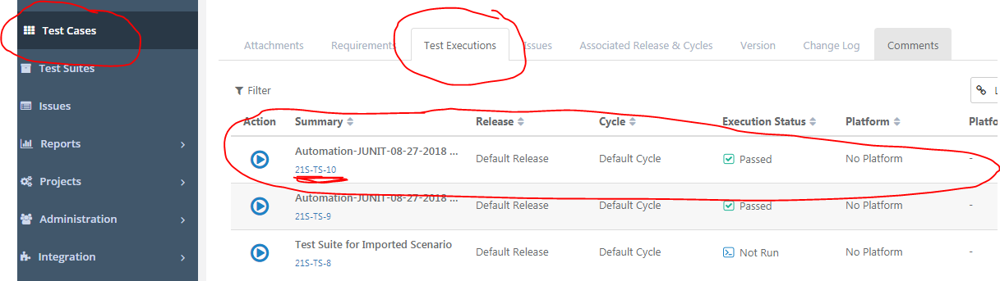 Test Cases
Test Suites
Issues
Reports
Projects
Administration
Integration
Attachments Requirements Test Executions Issues Associated Release & Cycles Version Change Log Comments
Filter
Action Summary Release Cycle Execution Status Platform
Automation-JUNIT-08-27-2018 ... Default Release Default Cycle Passed No Platform -
21S-TS-10
Automation-JUNIT-08-27-2018 ... Default Release Default Cycle Passed No Platform -
21S-TS-9
Test Suite for Imported Scenario Default Release Default Cycle Not Run No Platform -
21S-TS-8